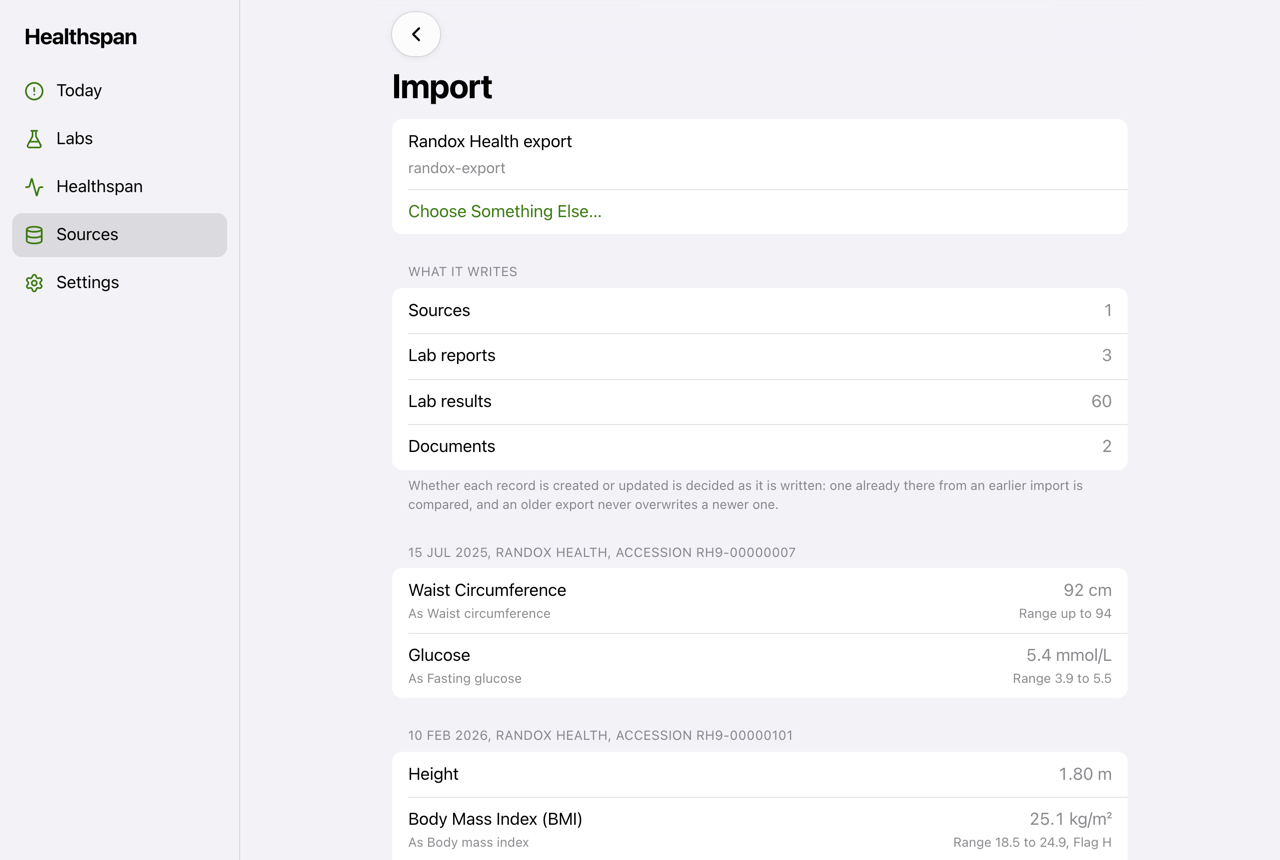 Healthspan
Today
Labs
Healthspan
Sources
Settings
Import
Randox Health export
randox-export
Choose Something Else...
WHAT IT WRITES
Sources 1
Lab reports 3
Lab results 60
Documents 2
Whether each record is created or updated is decided as it is written: one already there from an earlier import is
compared, and an older export never overwrites a newer one.
15 JUL 2025, RANDOX HEALTH, ACCESSION RH9-00000007
Waist Circumference 92 cm
As Waist circumference Range up to 94
Glucose 5.4 mmol/L
As Fasting glucose Range 3.9 to 5.5
10 FEB 2026, RANDOX HEALTH, ACCESSION RH9-00000101
Height 1.80 m
Body Mass Index (BMI) 25.1 kg/m²
As Body mass index Range 18.5 to 24.9, Flag H